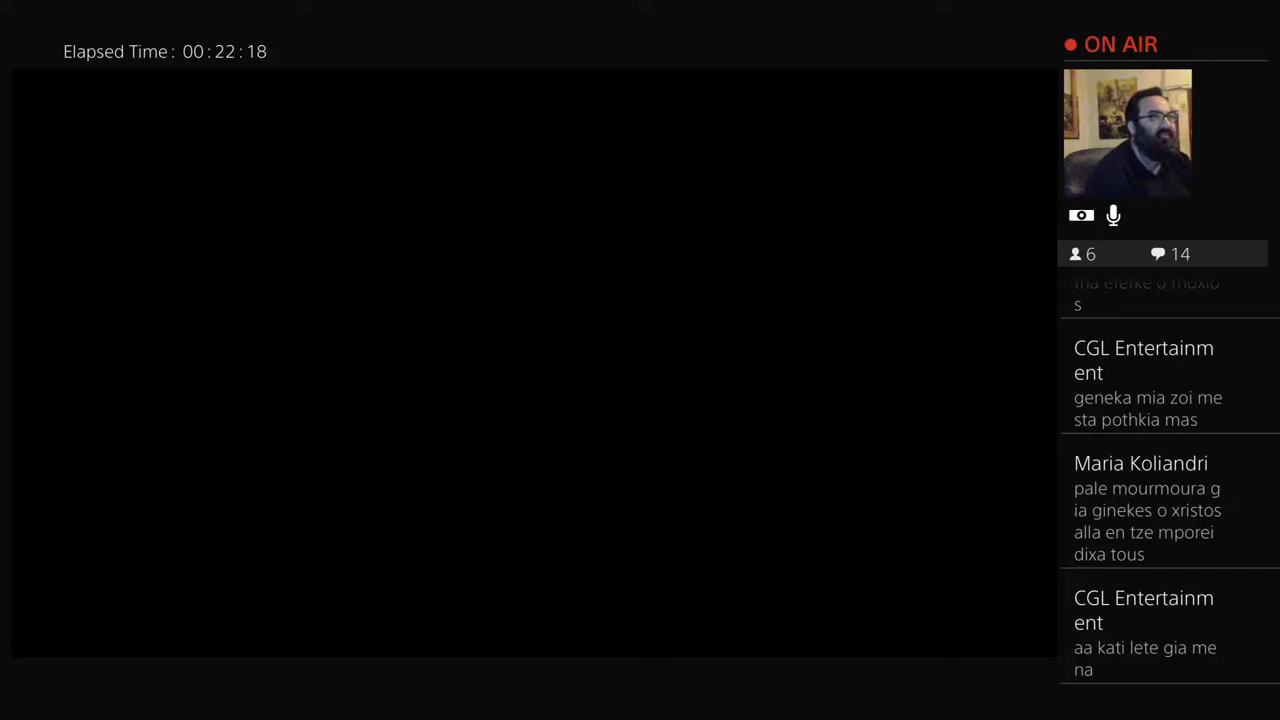 Elapsed Time: 00:22:18
ON AIR
6 14
s
CGL Entertainm
ent
geneka mia zoi me
sta pothkia mas
Maria Koliandri
pale mourmoura g
ia ginekes o xristos
alla en tze mporei
dixa tous
CGL Entertainm
ent
aa kati lete gia me
na